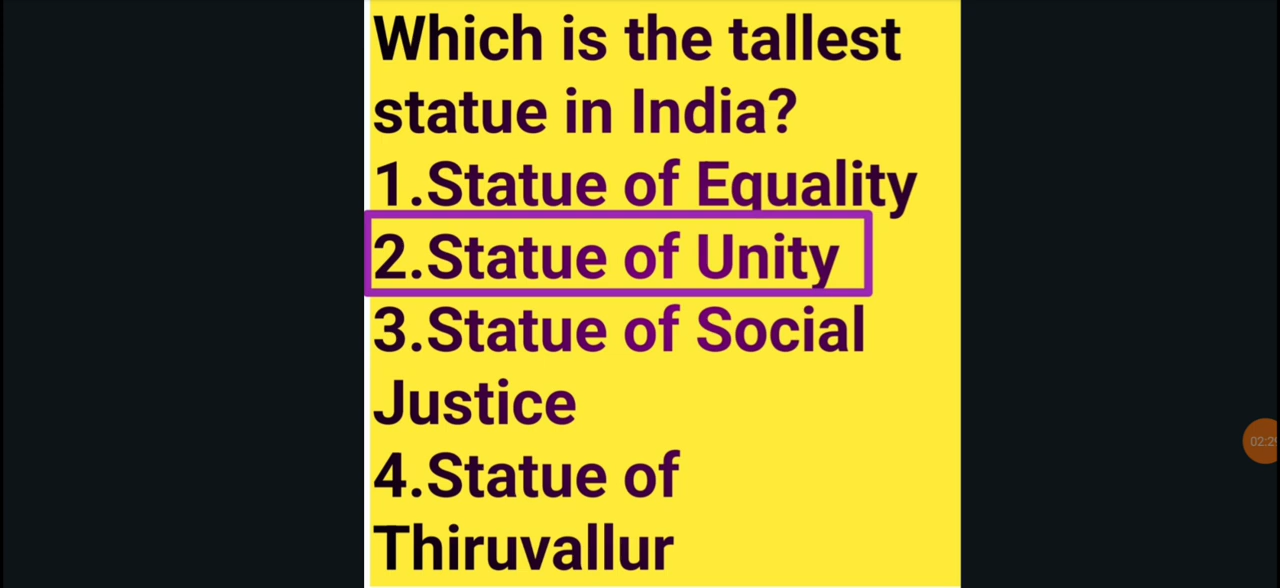 Which is the tallest
statue in India?
1.Statue of Equality
2.Statue of Unity
3.Statue of Social
Justice
4.Statue of
Thiruvallur